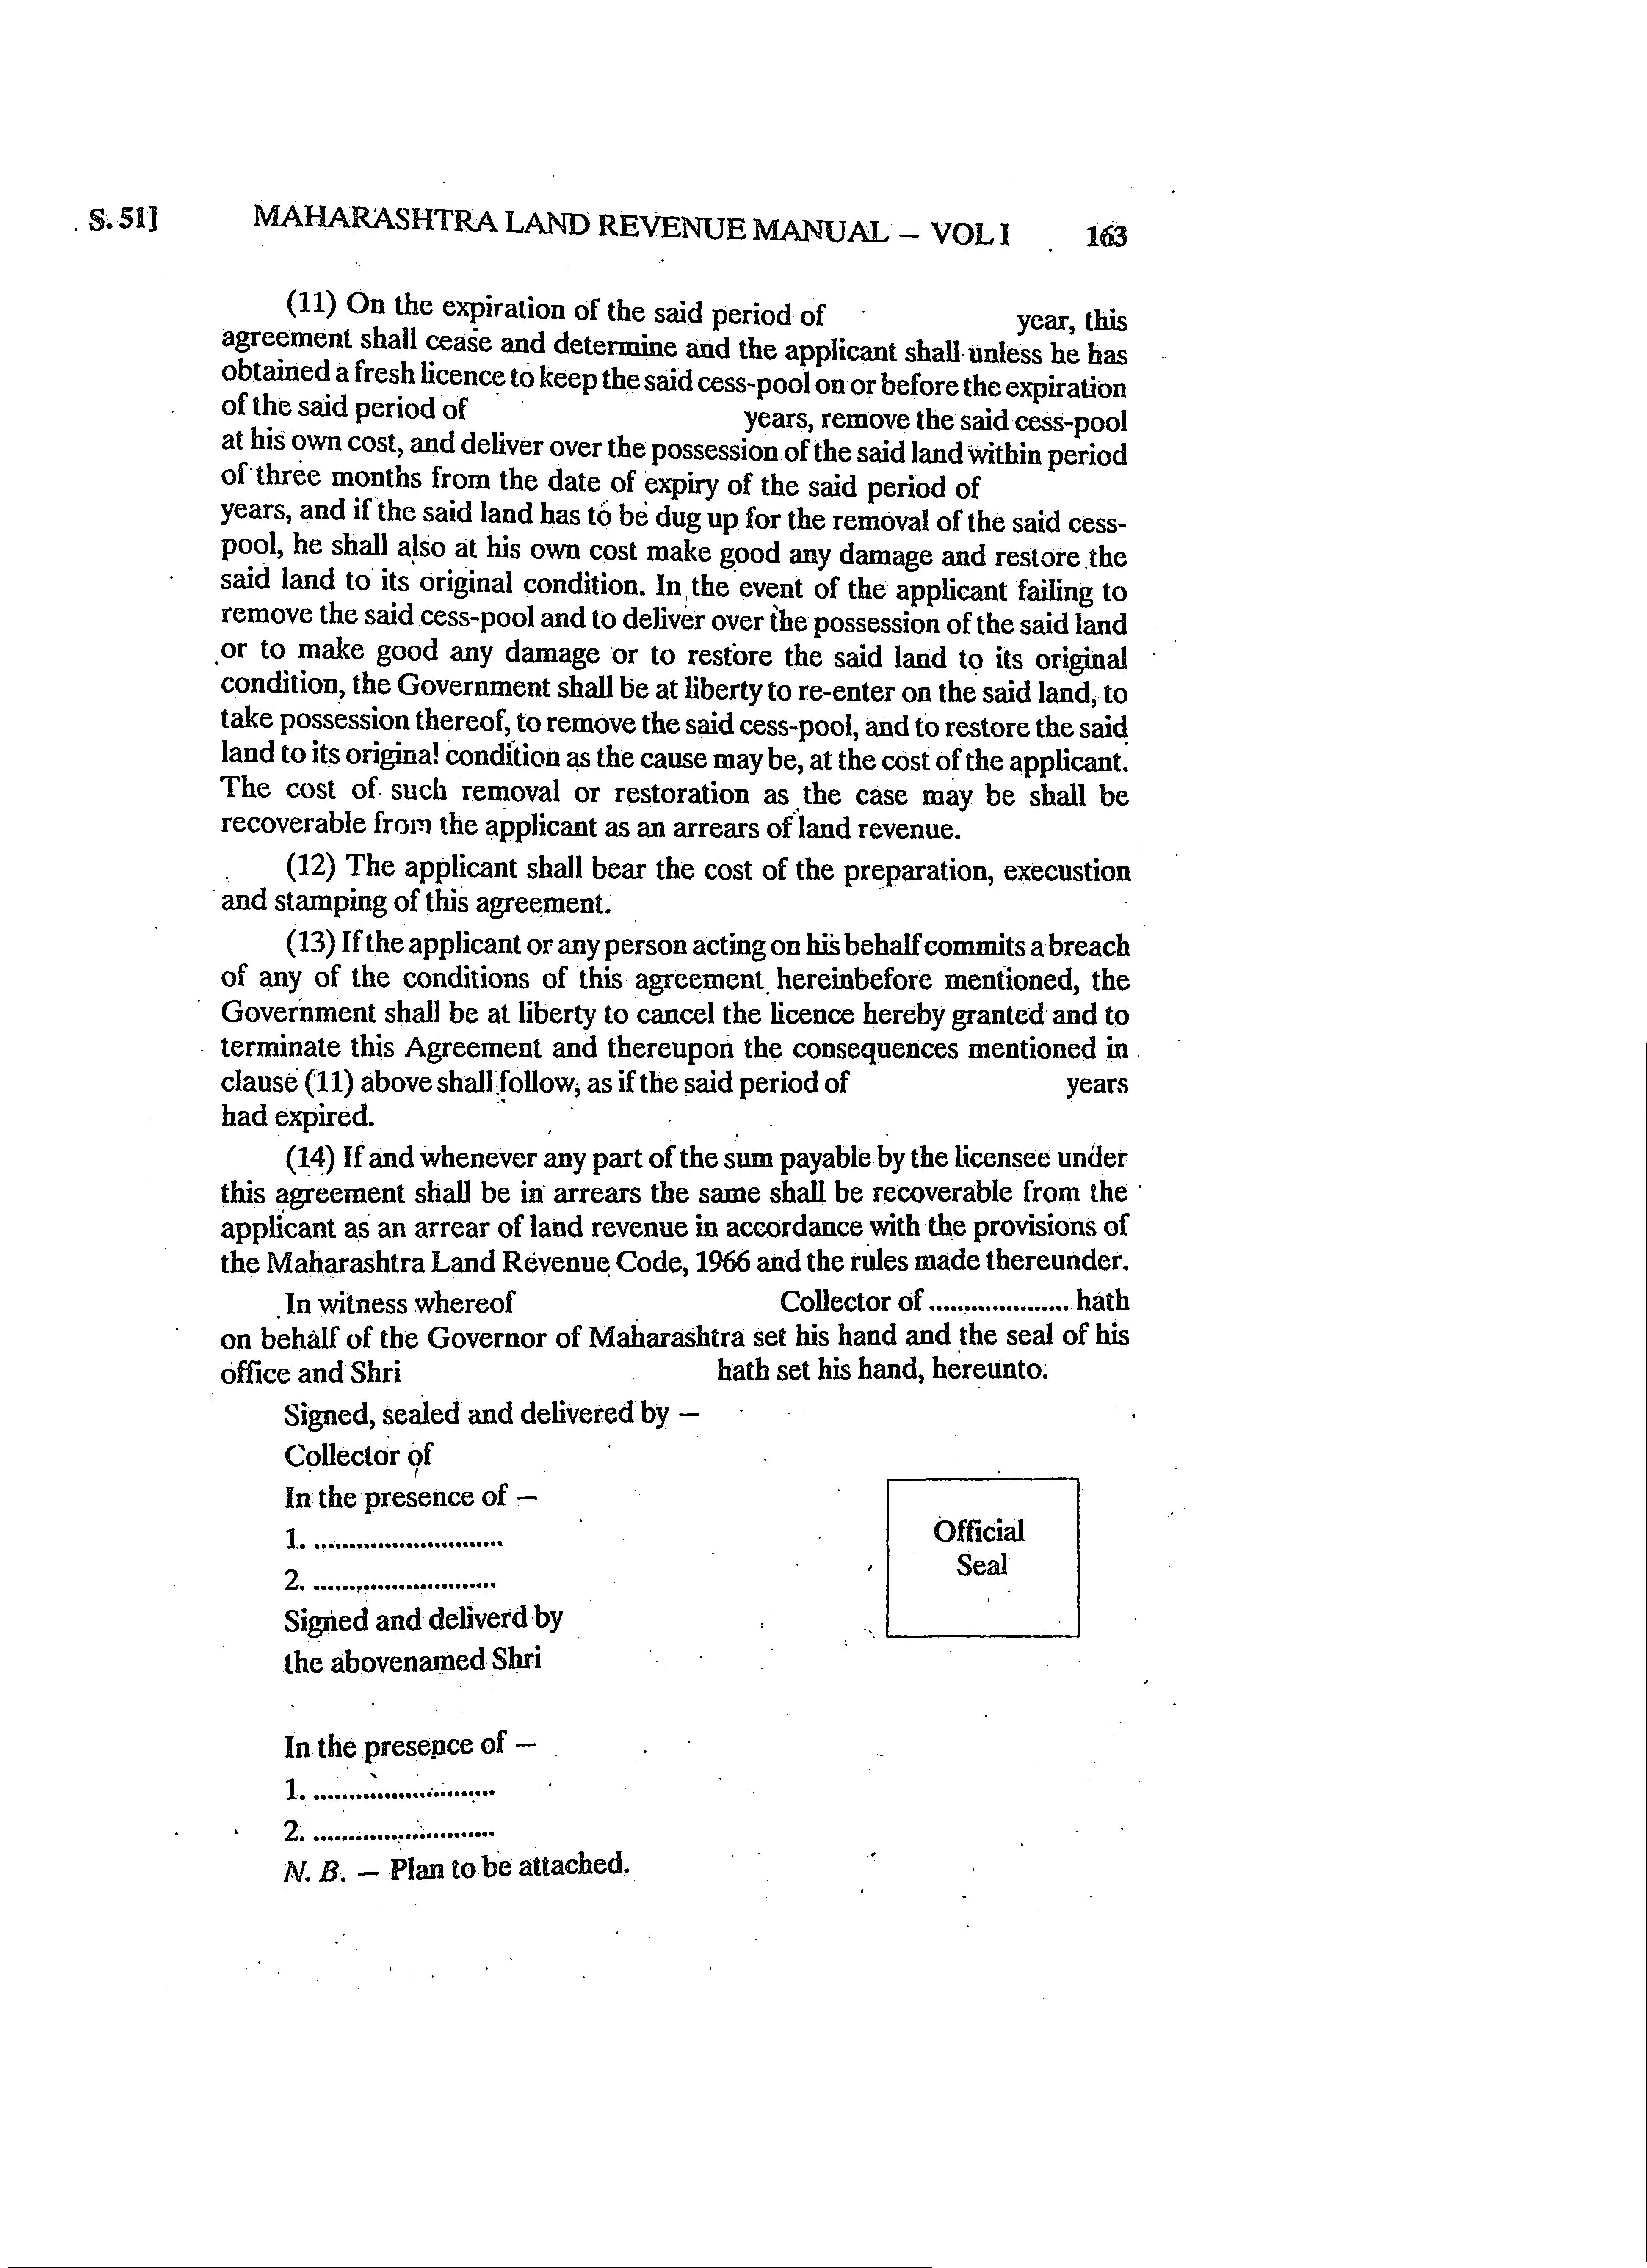 S. 51] MAHARASHTRA LAND REVENUE MANUAL – VOL I 163
(11) On the expiration of the said period of year, this
agreement shall cease and determine and the applicant shall unless he has
obtained a fresh licence to keep the said cess-pool on or before the expiration
of the said period of years, remove the said cess-pool
at his own cost, and deliver over the possession of the said land within period
of three months from the date of expiry of the said period of
years, and if the said land has to be dug up for the removal of the said cess-
pool, he shall also at his own cost make good any damage and restore the
said land to its original condition. In the event of the applicant failing to
remove the said cess-pool and to deliver over the possession of the said land
or to make good any damage or to restore the said land to its original
condition, the Government shall be at liberty to re-enter on the said land, to
take possession thereof, to remove the said cess-pool, and to restore the said
land to its original condition as the cause may be, at the cost of the applicant.
The cost of such removal or restoration as the case may be shall be
recoverable from the applicant as an arrears of land revenue.
(12) The applicant shall bear the cost of the preparation, execustion
and stamping of this agreement.
(13) If the applicant or any person acting on his behalf commits a breach
of any of the conditions of this agreement hereinbefore mentioned, the
Government shall be at liberty to cancel the licence hereby granted and to
terminate this Agreement and thereupon the consequences mentioned in
clause (11) above shall follow, as if the said period of years
had expired.
(14) If and whenever any part of the sum payable by the licensee under
this agreement shall be in arrears the same shall be recoverable from the
applicant as an arrear of land revenue in accordance with the provisions of
the Maharashtra Land Revenue Code, 1966 and the rules made thereunder.
In witness whereof Collector of .................... hath
on behalf of the Governor of Maharashtra set his hand and the seal of his
office and Shri hath set his hand, hereunto.
Signed, sealed and delivered by –
Collector of
In the presence of –
1. ..........................
2. ..........................
Official
Seal
Signed and deliverd by
the abovenamed Shri
In the presence of –
1. ..........................
2. ..........................
N. B. – Plan to be attached.